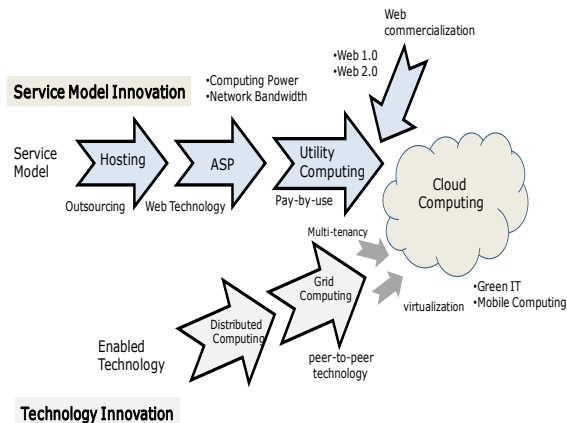 Web
commercialization
•Web 1.0
•Web 2.0
•Computing Power
•Network Bandwidth
Service Model Innovation
Service
Model
Hosting
ASP
Utility
Computing
Outsourcing
Web Technology
Pay-by-use
Cloud
Computing
Multi-tenancy
Grid
Computing
•Green IT
•Mobile Computing
virtualization
Distributed
Computing
Enabled
Technology
peer-to-peer
technology
Technology Innovation